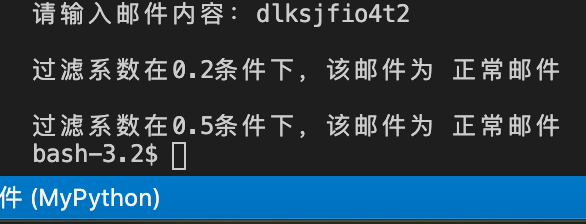 请输入邮件内容：dlksjfio4t2
过滤系数在0.2条件下，该邮件为 正常邮件
过滤系数在0.5条件下，该邮件为 正常邮件
bash-3.2$
件 (MyPython)